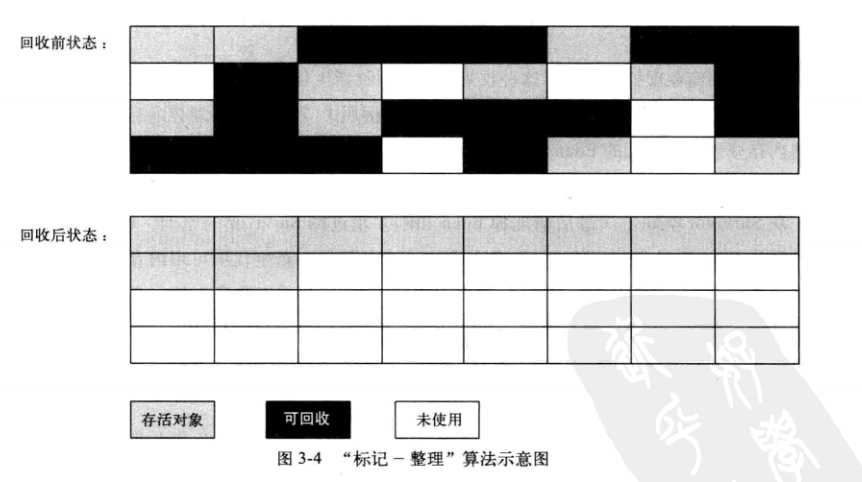 回收前状态：
回收后状态：
存活对象
可回收
未使用
图 3-4 “标记－整理”算法示意图